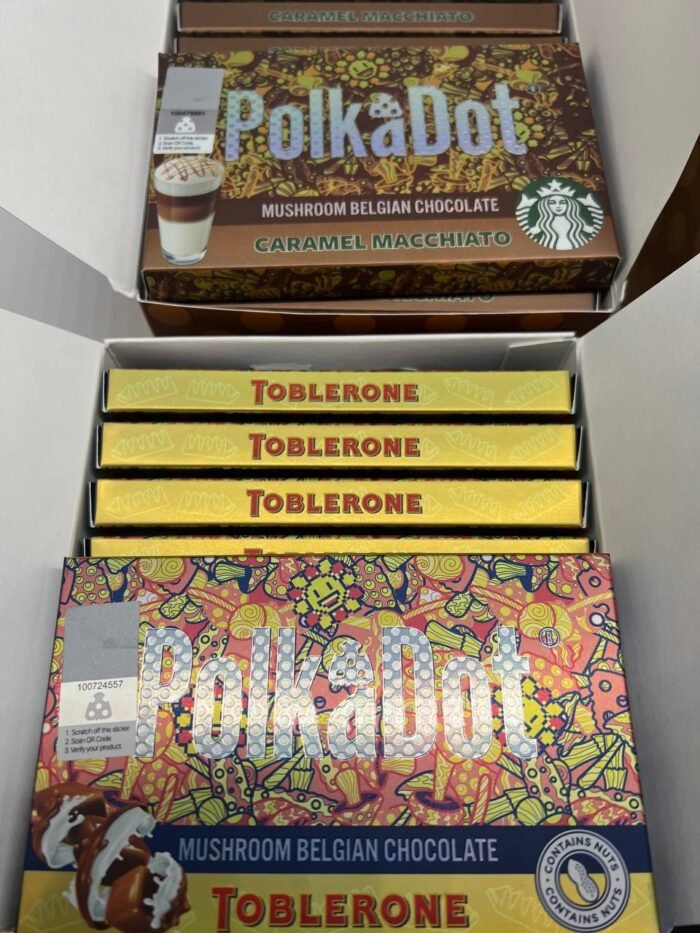 CARAMEL MACCHIATO
100479891
1. Scratch off this sticker.
2. Scan QR Code.
3. Verify your product.
PolkaDot
MUSHROOM BELGIAN CHOCOLATE
CARAMEL MACCHIATO
TOBLERONE
TOBLERONE
TOBLERONE
100724557
1. Scratch off this sticker.
2. Scan QR Code.
3. Verify your product.
PolkaDot
MUSHROOM BELGIAN CHOCOLATE
TOBLERONE
CONTAINS NUTS
CONTAINS NUTS